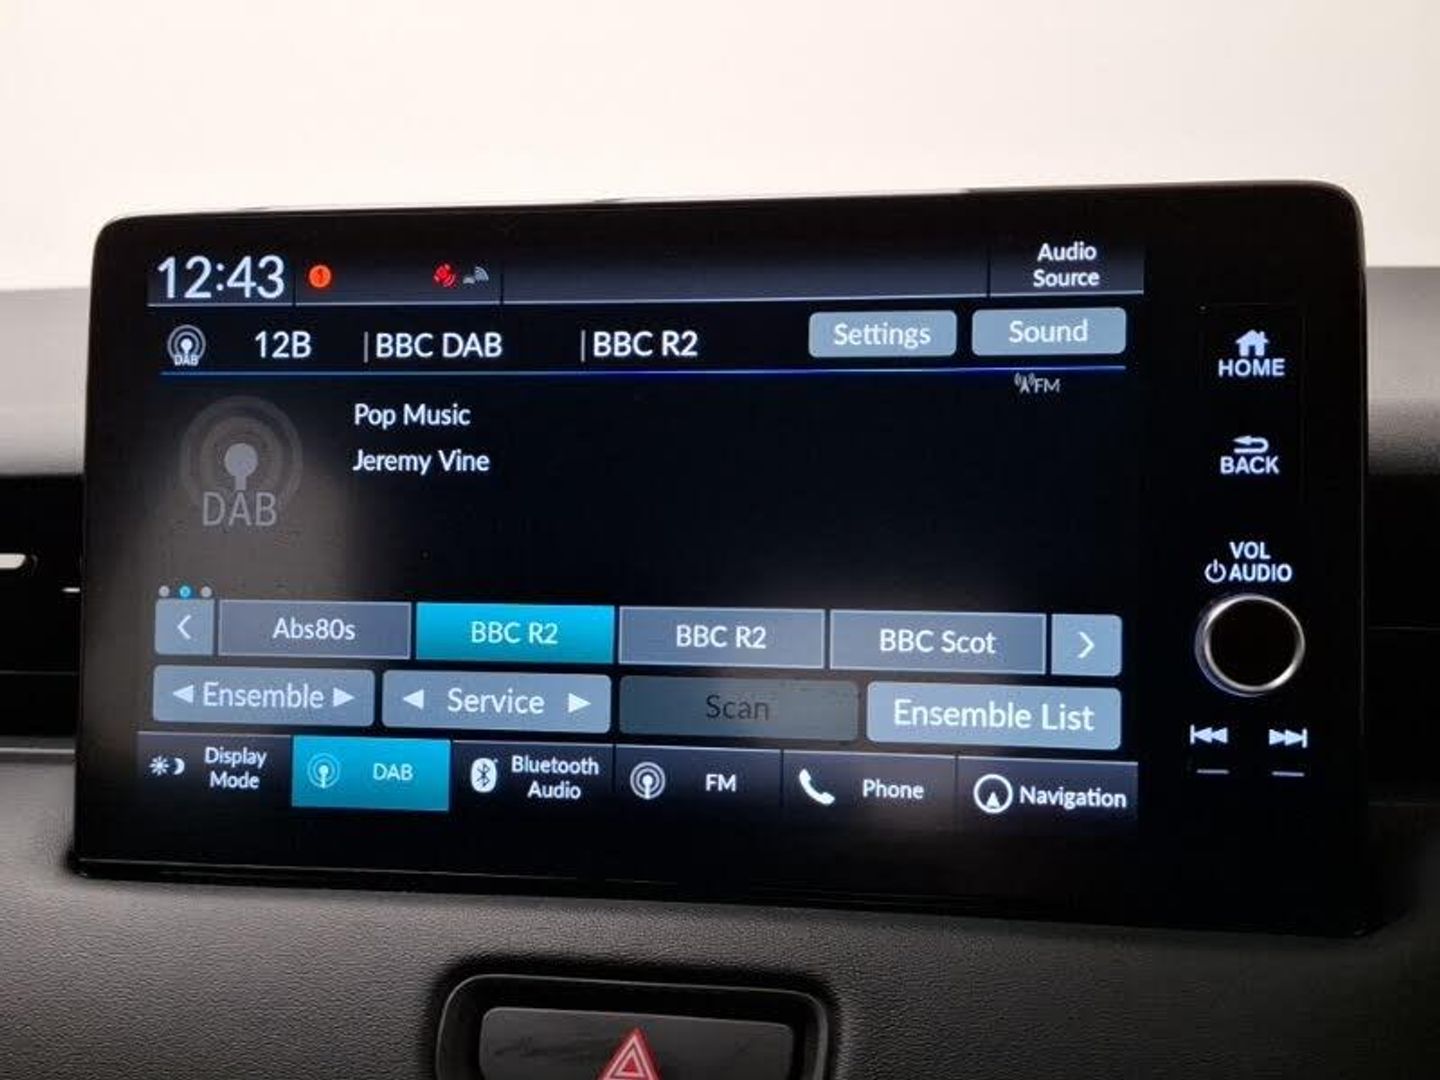 12:43
Audio
Source
DAB 12B BBC DAB BBC R2 Settings Sound
FM
Pop Music
Jeremy Vine
DAB
HOME
BACK
VOL
AUDIO
Abs80s BBC R2 BBC R2 BBC Scot
Ensemble Service Scan Ensemble List
Display
Mode
DAB
Bluetooth
Audio
FM
Phone
Navigation